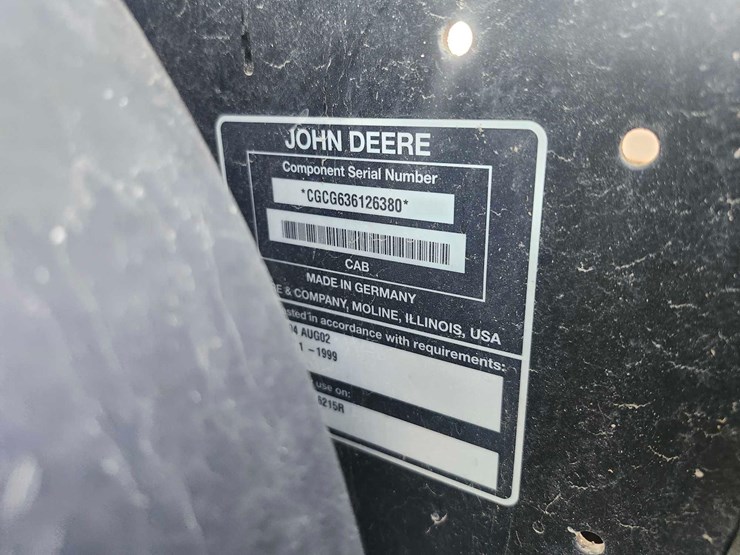 JOHN DEERE
Component Serial Number
*CGCG636126380*
CAB
MADE IN GERMANY
E & COMPANY, MOLINE, ILLINOIS, USA
sted in accordance with requirements:
4 AUG02
1 -1999
use on:
6215R